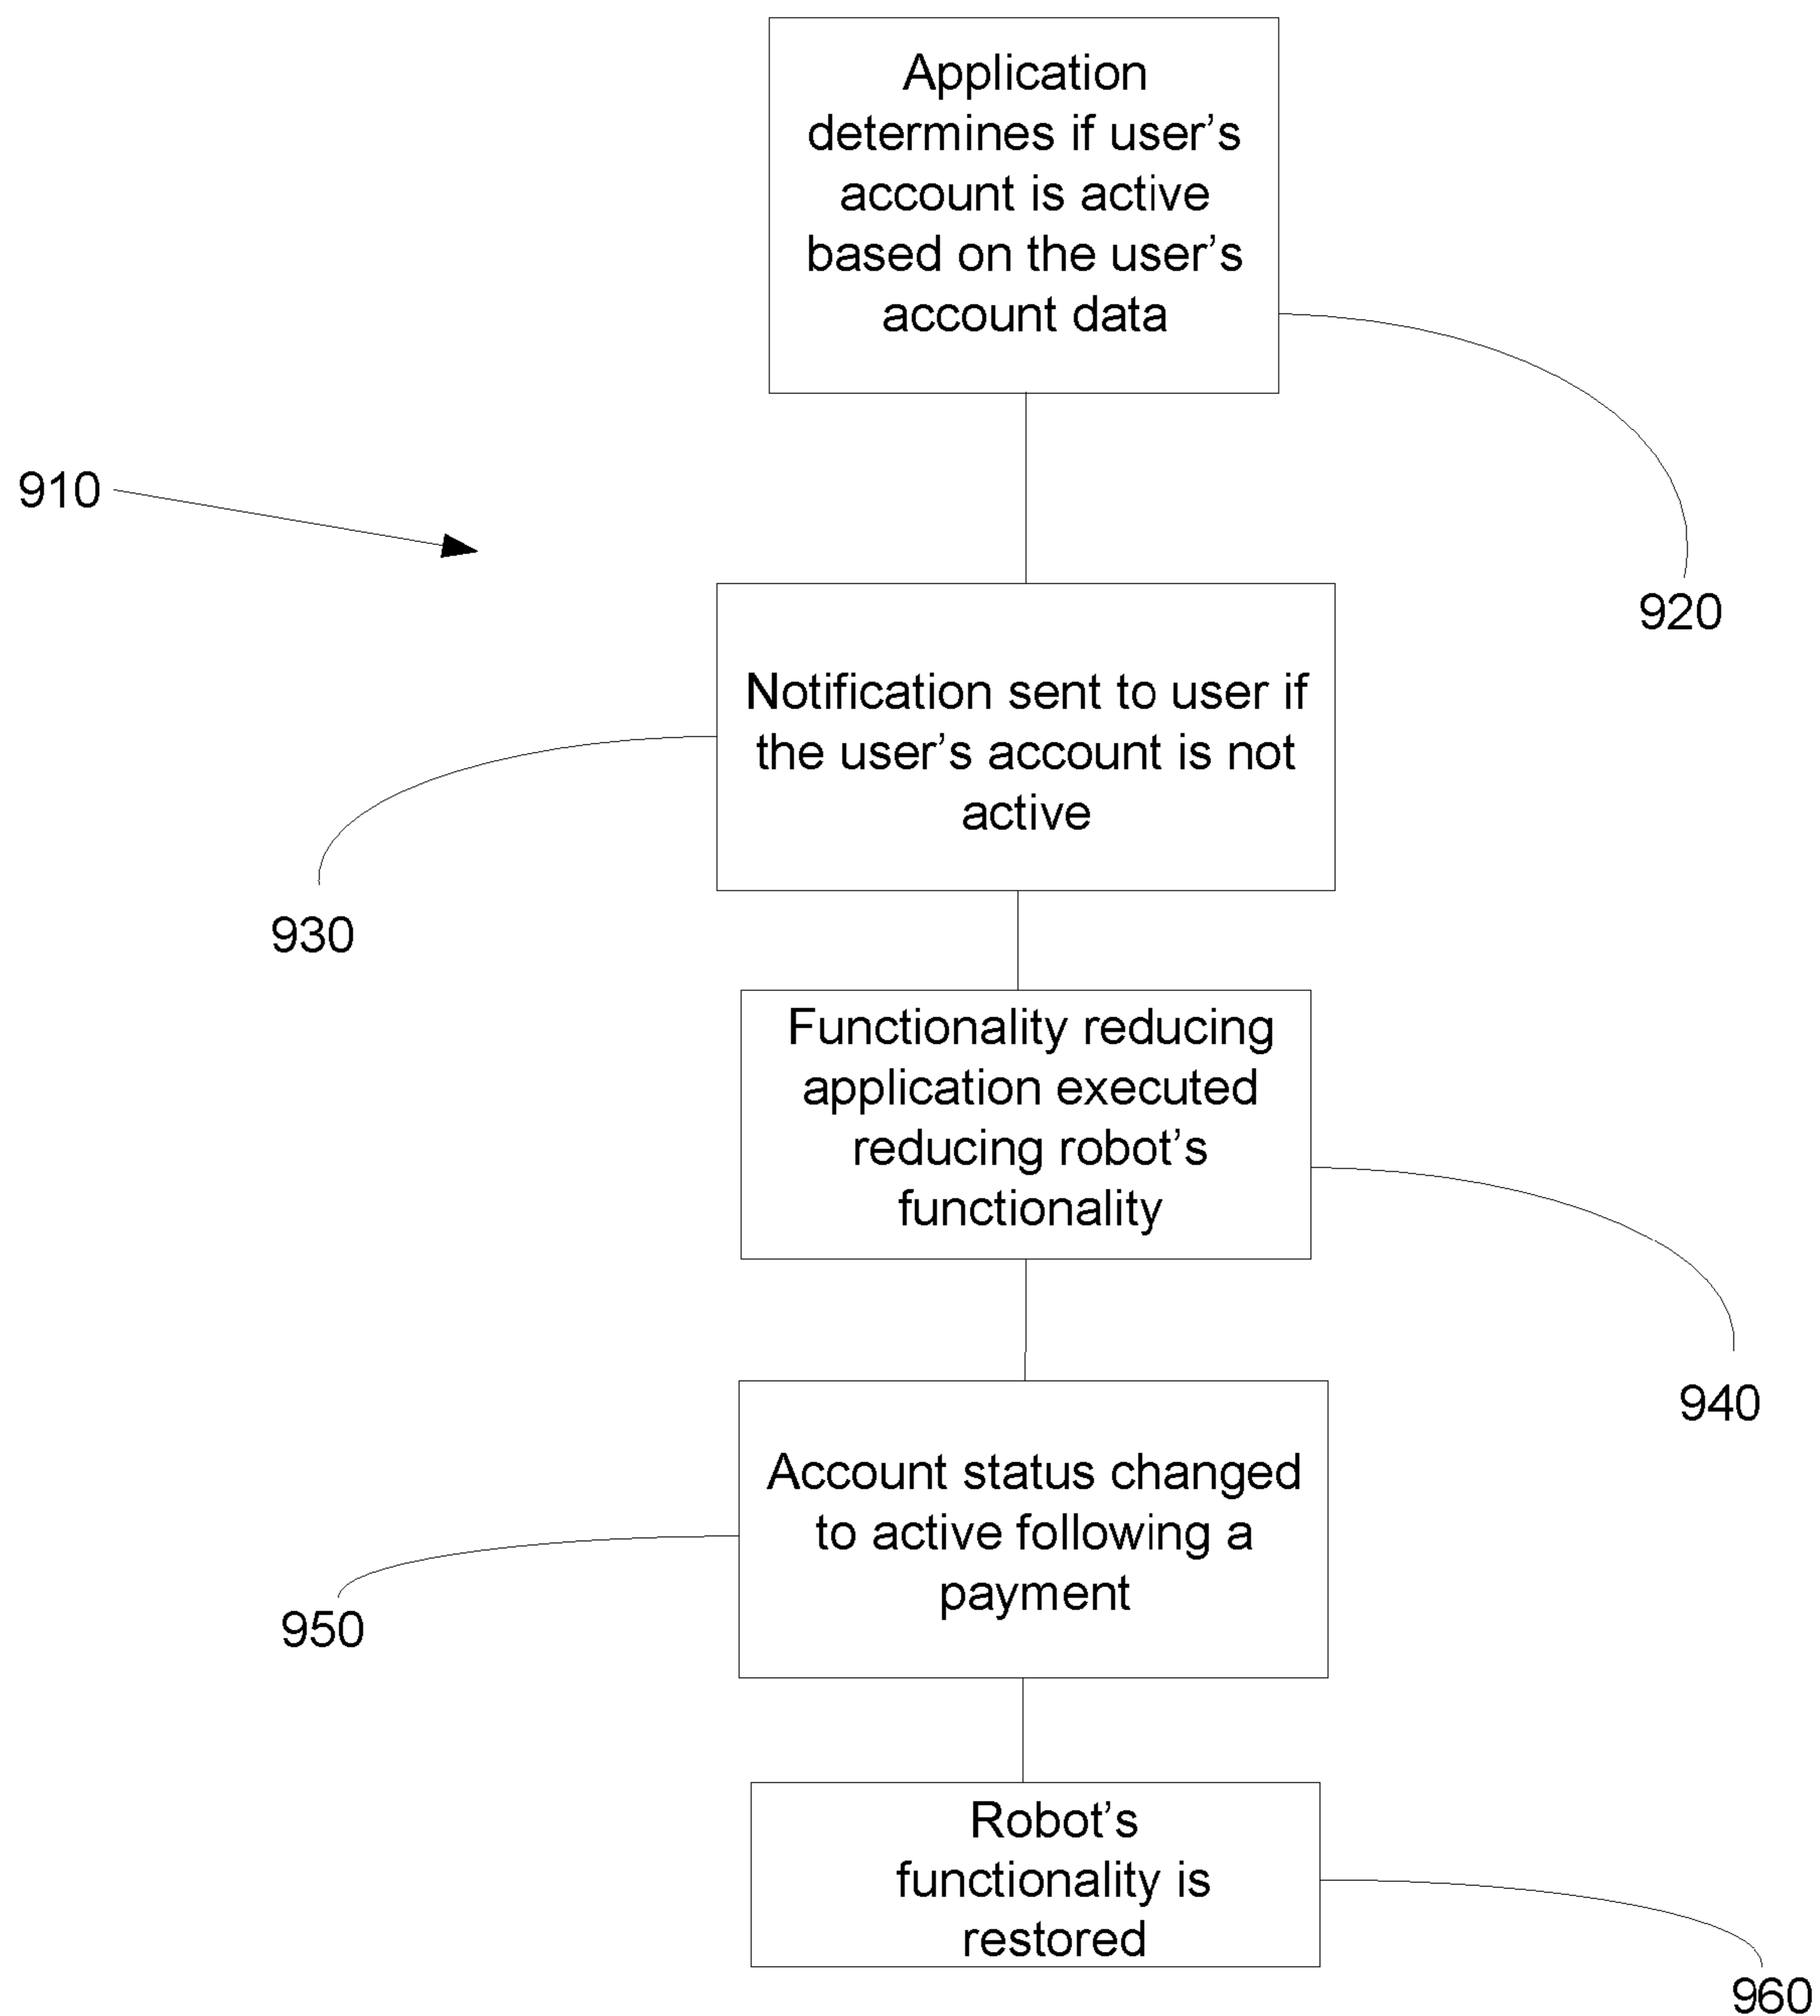 Application
determines if user's
account is active
based on the user's
account data
910
920
Notification sent to user if
the user's account is not
active
930
Functionality reducing
application executed
reducing robot's
functionality
940
Account status changed
to active following a
payment
950
Robot's
functionality is
restored
960